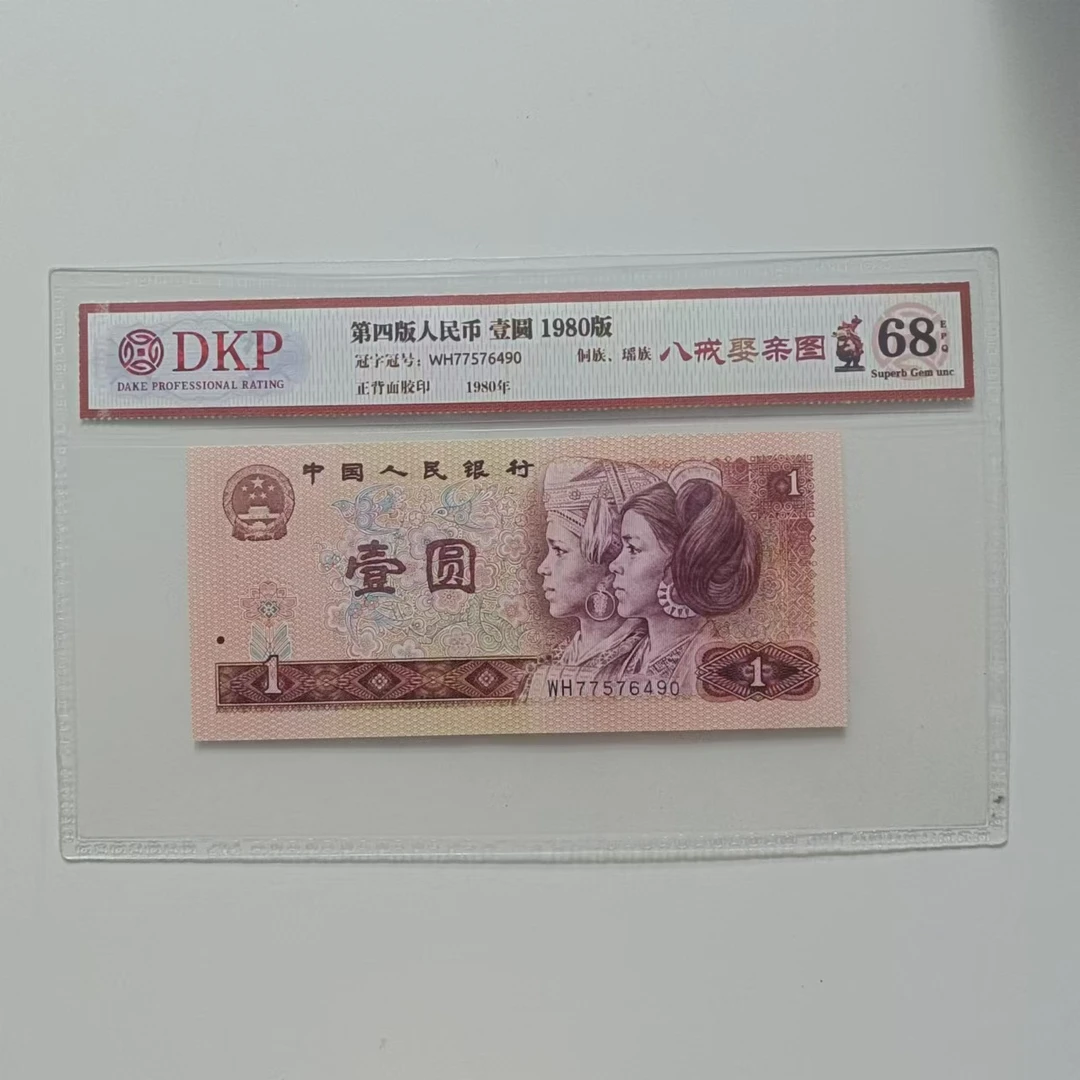 DKP
DAKE PROFESSIONAL RATING
第四版人民币 壹圆 1980版
冠字冠号：WH77576490
正背面胶印 1980年
侗族、瑶族 八戒娶亲图
68
EPQ
Superb Gem unc
中国人民银行
1
壹圆
1
WH77576490
1